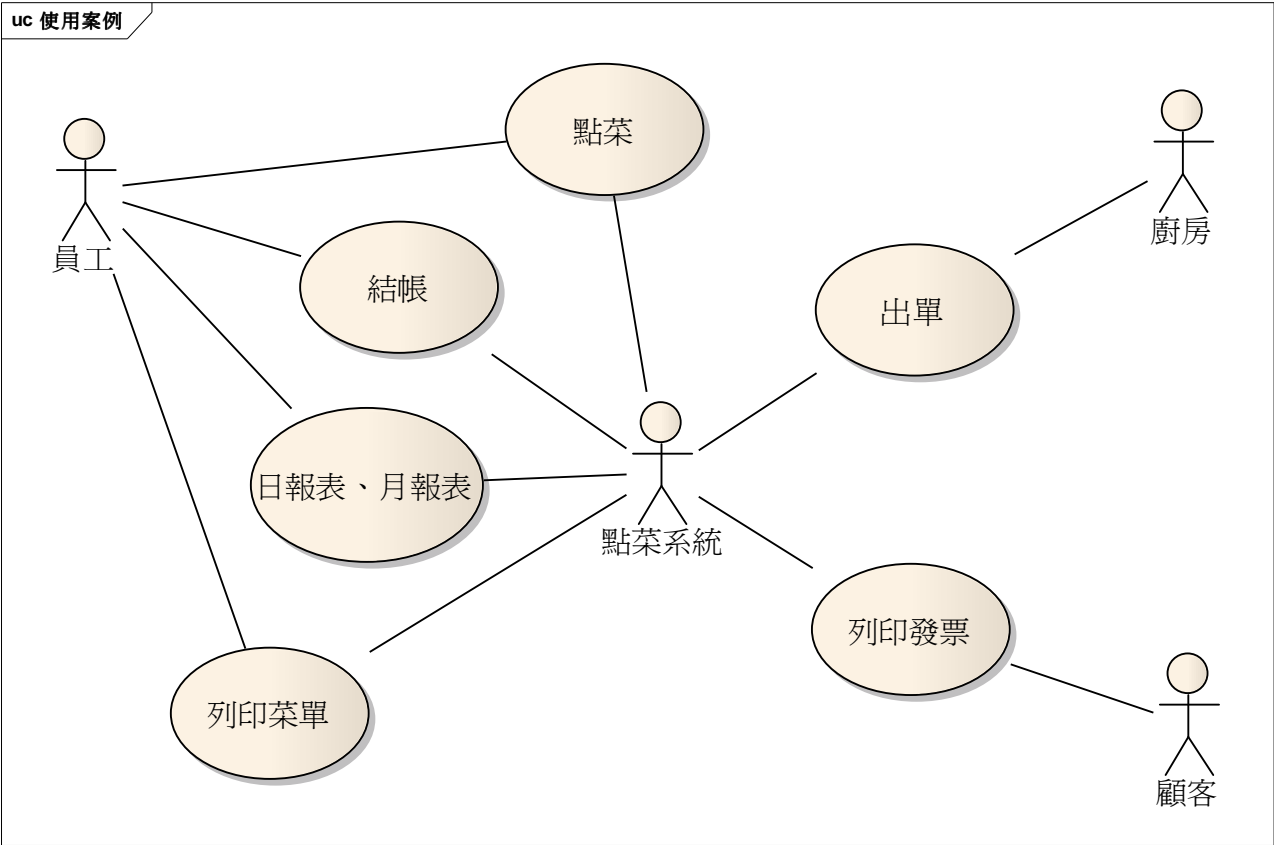 uc 使用案例
點菜
員工
廚房
結帳
出單
日報表、月報表
點菜系統
列印發票
列印菜單
顧客